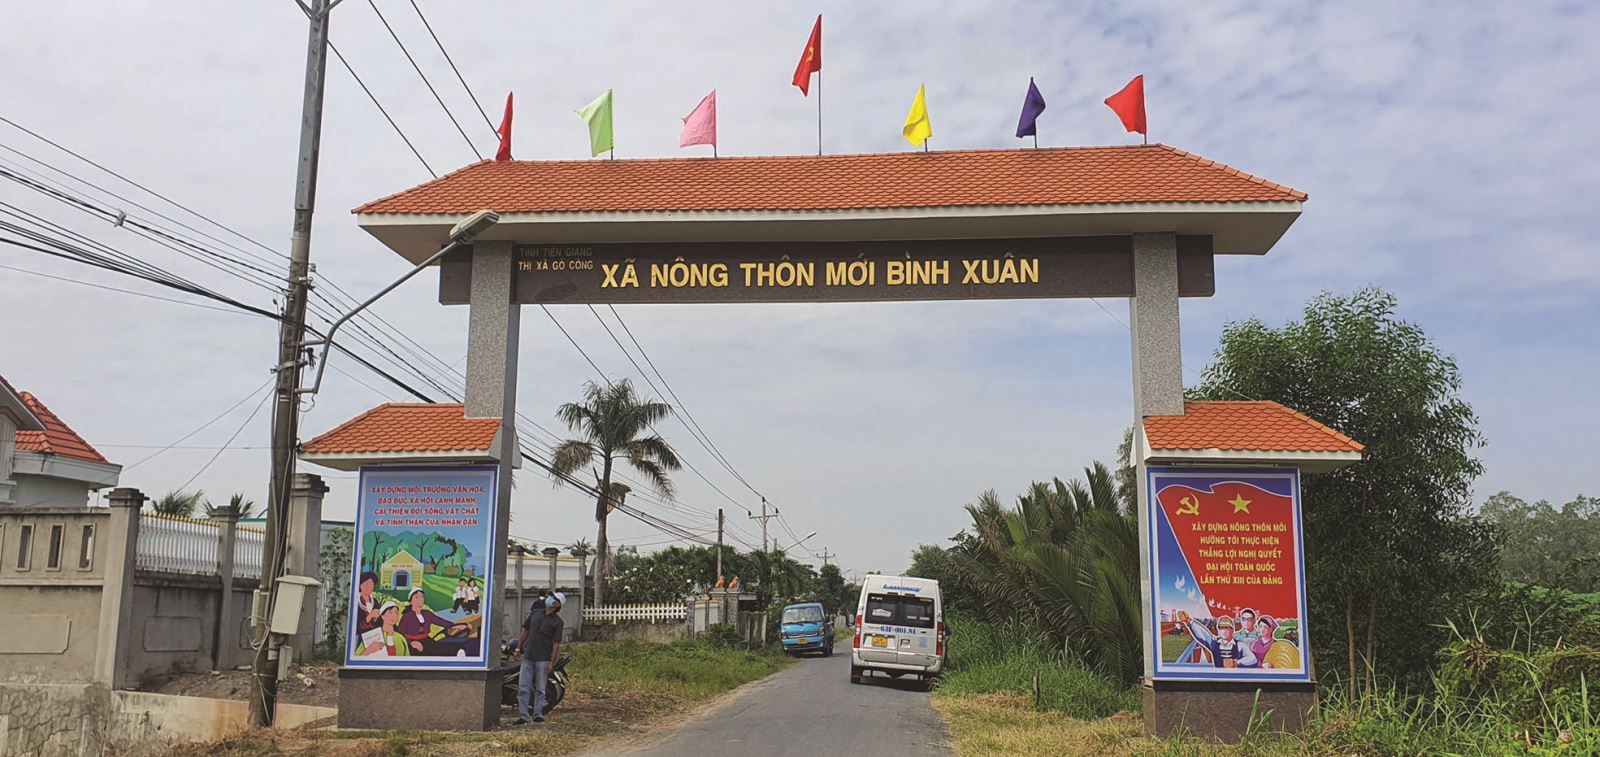 TỈNH TIỀN GIANG
THỊ XÃ GÒ CÔNG
XÃ NÔNG THÔN MỚI BÌNH XUÂN
XÂY DỰNG MÔI TRƯỜNG VĂN HÓA,
ĐẠO ĐỨC XÃ HỘI LÀNH MẠNH;
CẢI THIỆN ĐỜI SỐNG VẬT CHẤT
VÀ TINH THẦN CỦA NHÂN DÂN
XÂY DỰNG NÔNG THÔN MỚI
HƯỚNG TỚI THỰC HIỆN
THẮNG LỢI NGHỊ QUYẾT
ĐẠI HỘI TOÀN QUỐC
LẦN THỨ XIII CỦA ĐẢNG